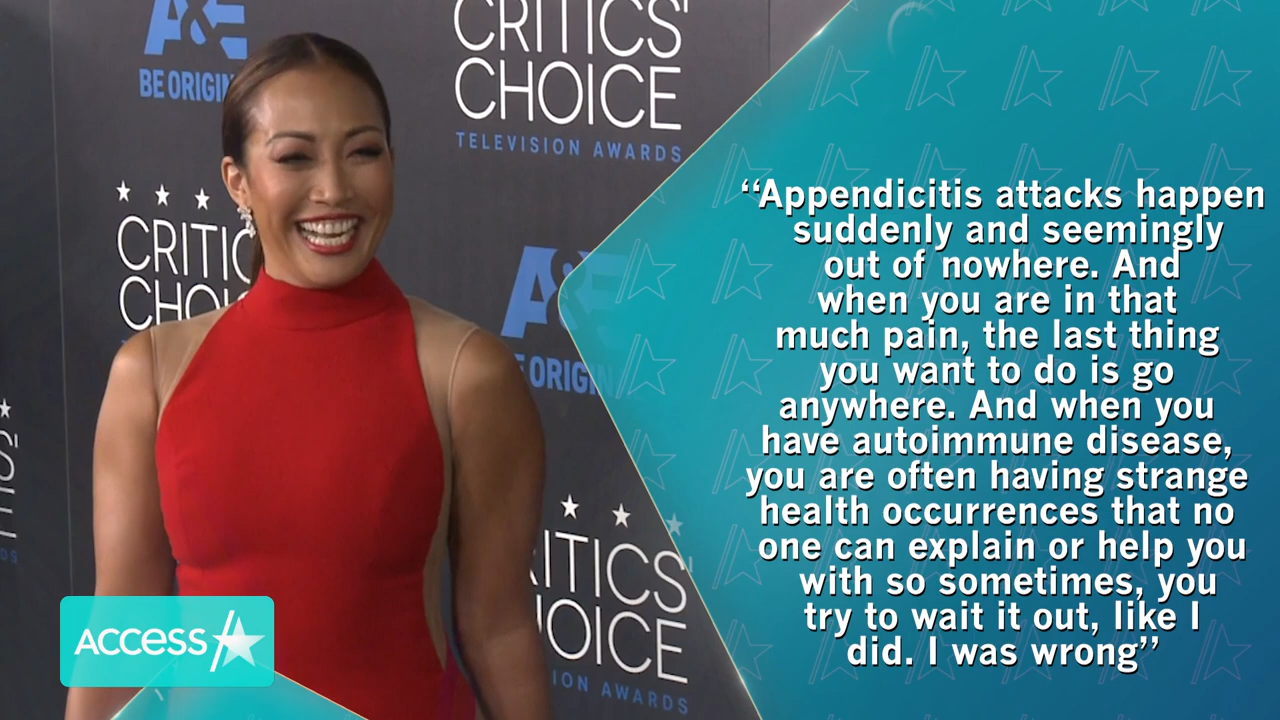 A&E
BE ORIGIN
CRITICS'
CHOICE
TELEVISION AWARDS
CRITIC
CHOI
A&E
E ORIGIN
RITICS'
HOICE
ION AWARDS
ACCESS
“Appendicitis attacks happen
suddenly and seemingly
out of nowhere. And
when you are in that
much pain, the last thing
you want to do is go
anywhere. And when you
have autoimmune disease,
you are often having strange
health occurrences that no
one can explain or help you
with so sometimes, you
try to wait it out, like I
did. I was wrong”